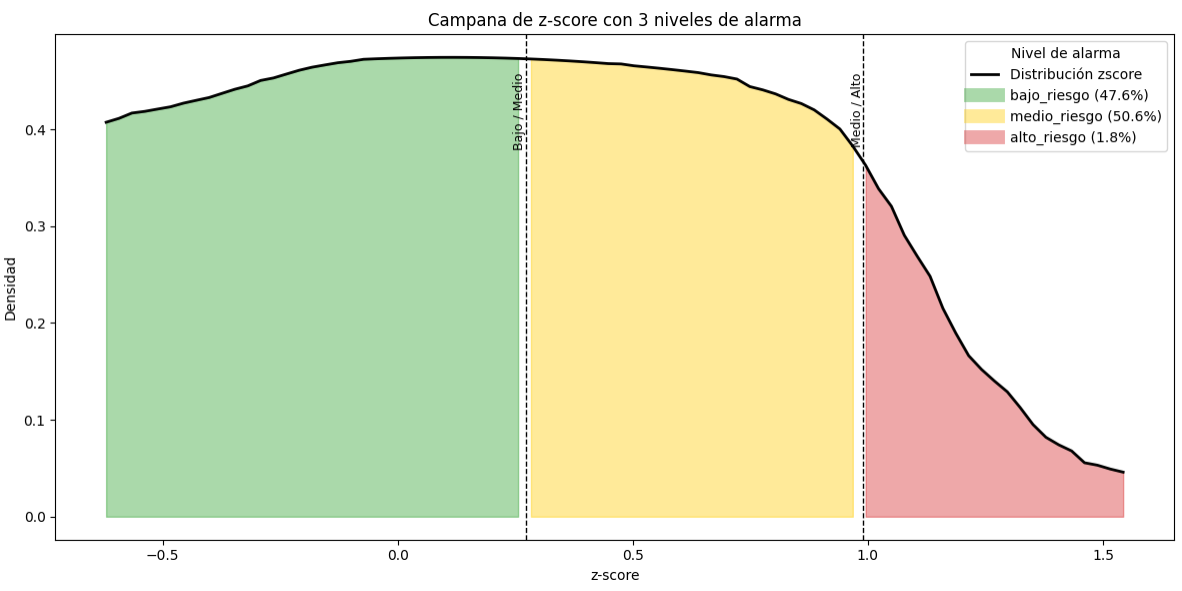 Campana de z-score con 3 niveles de alarma
Nivel de alarma
Distribución zscore
bajo_riesgo (47.6%)
medio_riesgo (50.6%)
alto_riesgo (1.8%)
Bajo / Medio
Medio / Alto
Densidad
0.4
0.3
0.2
0.1
0.0
−0.5
0.0
0.5
1.0
1.5
z-score